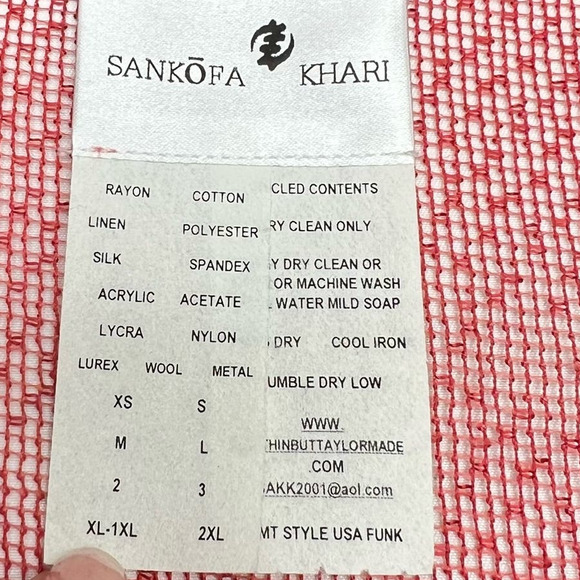 SANKŌFA KHARI
RAYON COTTON
LINEN POLYESTER
SILK SPANDEX
ACRYLIC ACETATE
LYCRA NYLON
LUREX WOOL METAL
XS S
M L
2 3
XL-1XL 2XL
CLED CONTENTS
RY CLEAN ONLY
Y DRY CLEAN OR
OR MACHINE WASH
WATER MILD SOAP
DRY COOL IRON
UMBLE DRY LOW
WWW.
HINBUTTAYLORMADE
.COM
AKK2001@aol.com
MT STYLE USA FUNK